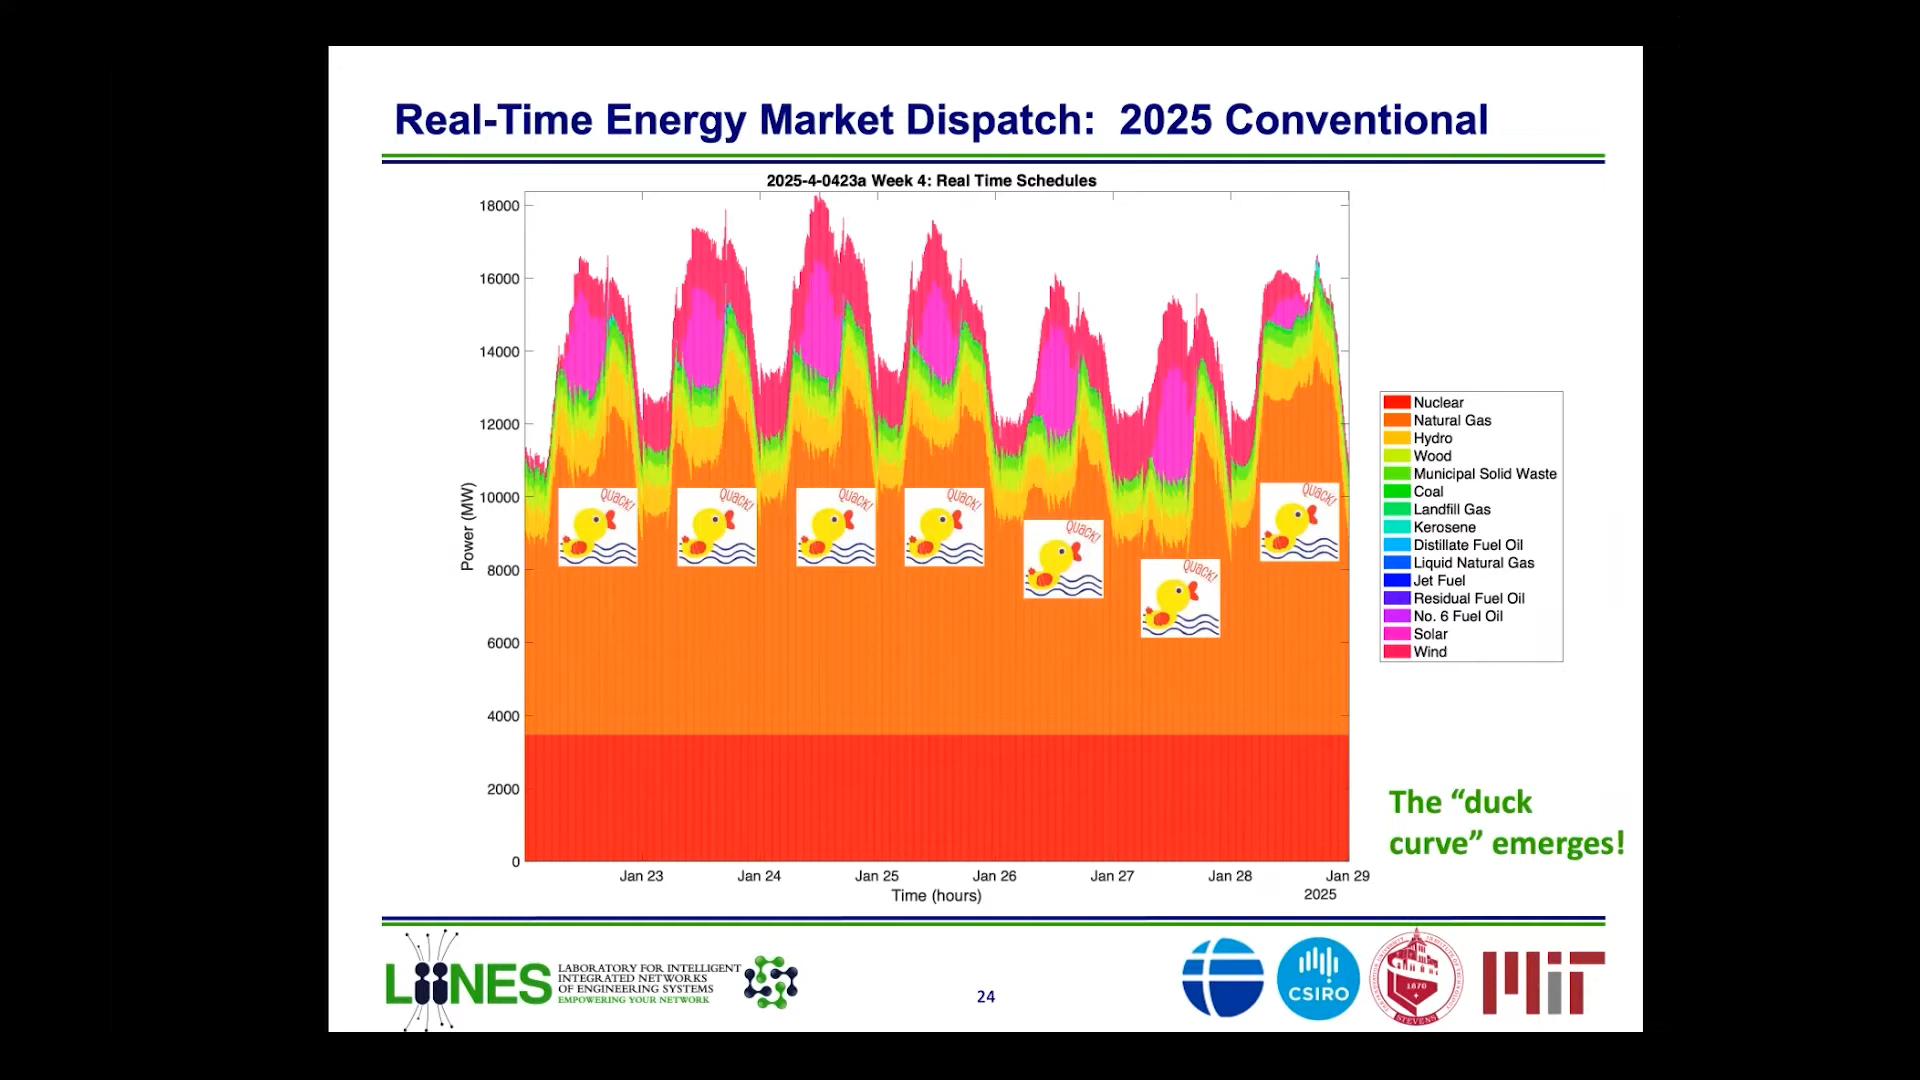 Real-Time Energy Market Dispatch: 2025 Conventional
2025-4-0423a Week 4: Real Time Schedules
Power (MW)
18000
16000
14000
12000
10000
8000
6000
4000
2000
0
QUACK!
QUACK!
QUACK!
QUACK!
QUACK!
QUACK!
QUACK!
Jan 23
Jan 24
Jan 25
Jan 26
Jan 27
Jan 28
Jan 29
2025
Time (hours)
Nuclear
Natural Gas
Hydro
Wood
Municipal Solid Waste
Coal
Landfill Gas
Kerosene
Distillate Fuel Oil
Liquid Natural Gas
Jet Fuel
Residual Fuel Oil
No. 6 Fuel Oil
Solar
Wind
The “duck
curve” emerges!
LIINES
LABORATORY FOR INTELLIGENT
INTEGRATED NETWORKS
OF ENGINEERING SYSTEMS
EMPOWERING YOUR NETWORK
24
CSIRO
1870
STEVENS
MIT